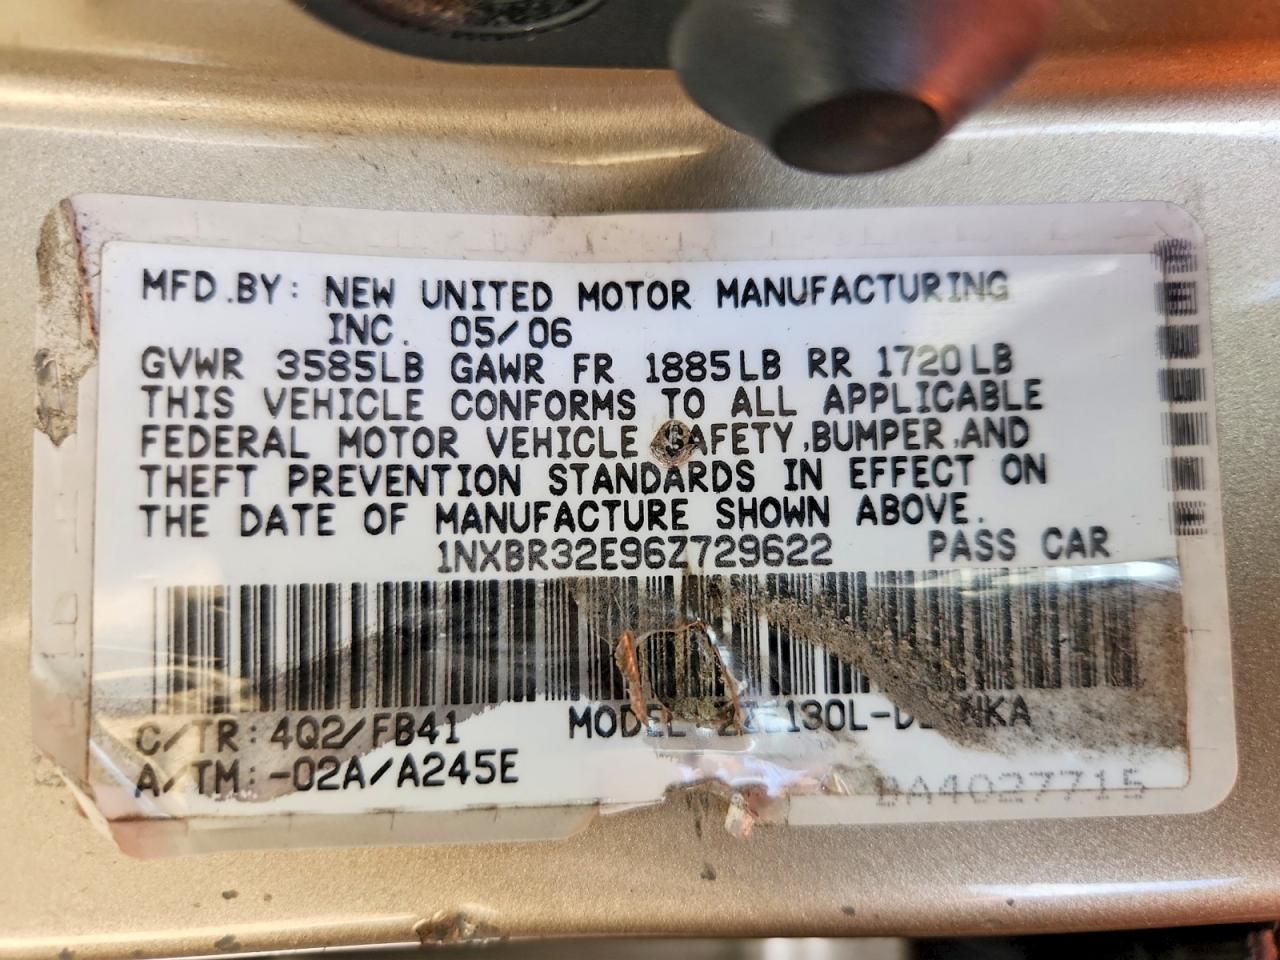 MFD.BY: NEW UNITED MOTOR MANUFACTURING
INC. 05/06
GVWR 3585LB GAWR FR 1885LB RR 1720LB
THIS VEHICLE CONFORMS TO ALL APPLICABLE
FEDERAL MOTOR VEHICLE SAFETY,BUMPER,AND
THEFT PREVENTION STANDARDS IN EFFECT ON
THE DATE OF MANUFACTURE SHOWN ABOVE.
1NXBR32E96Z729622 PASS CAR
C/TR:4Q2/FB41 MODEL
A/TM:-02A/A245E